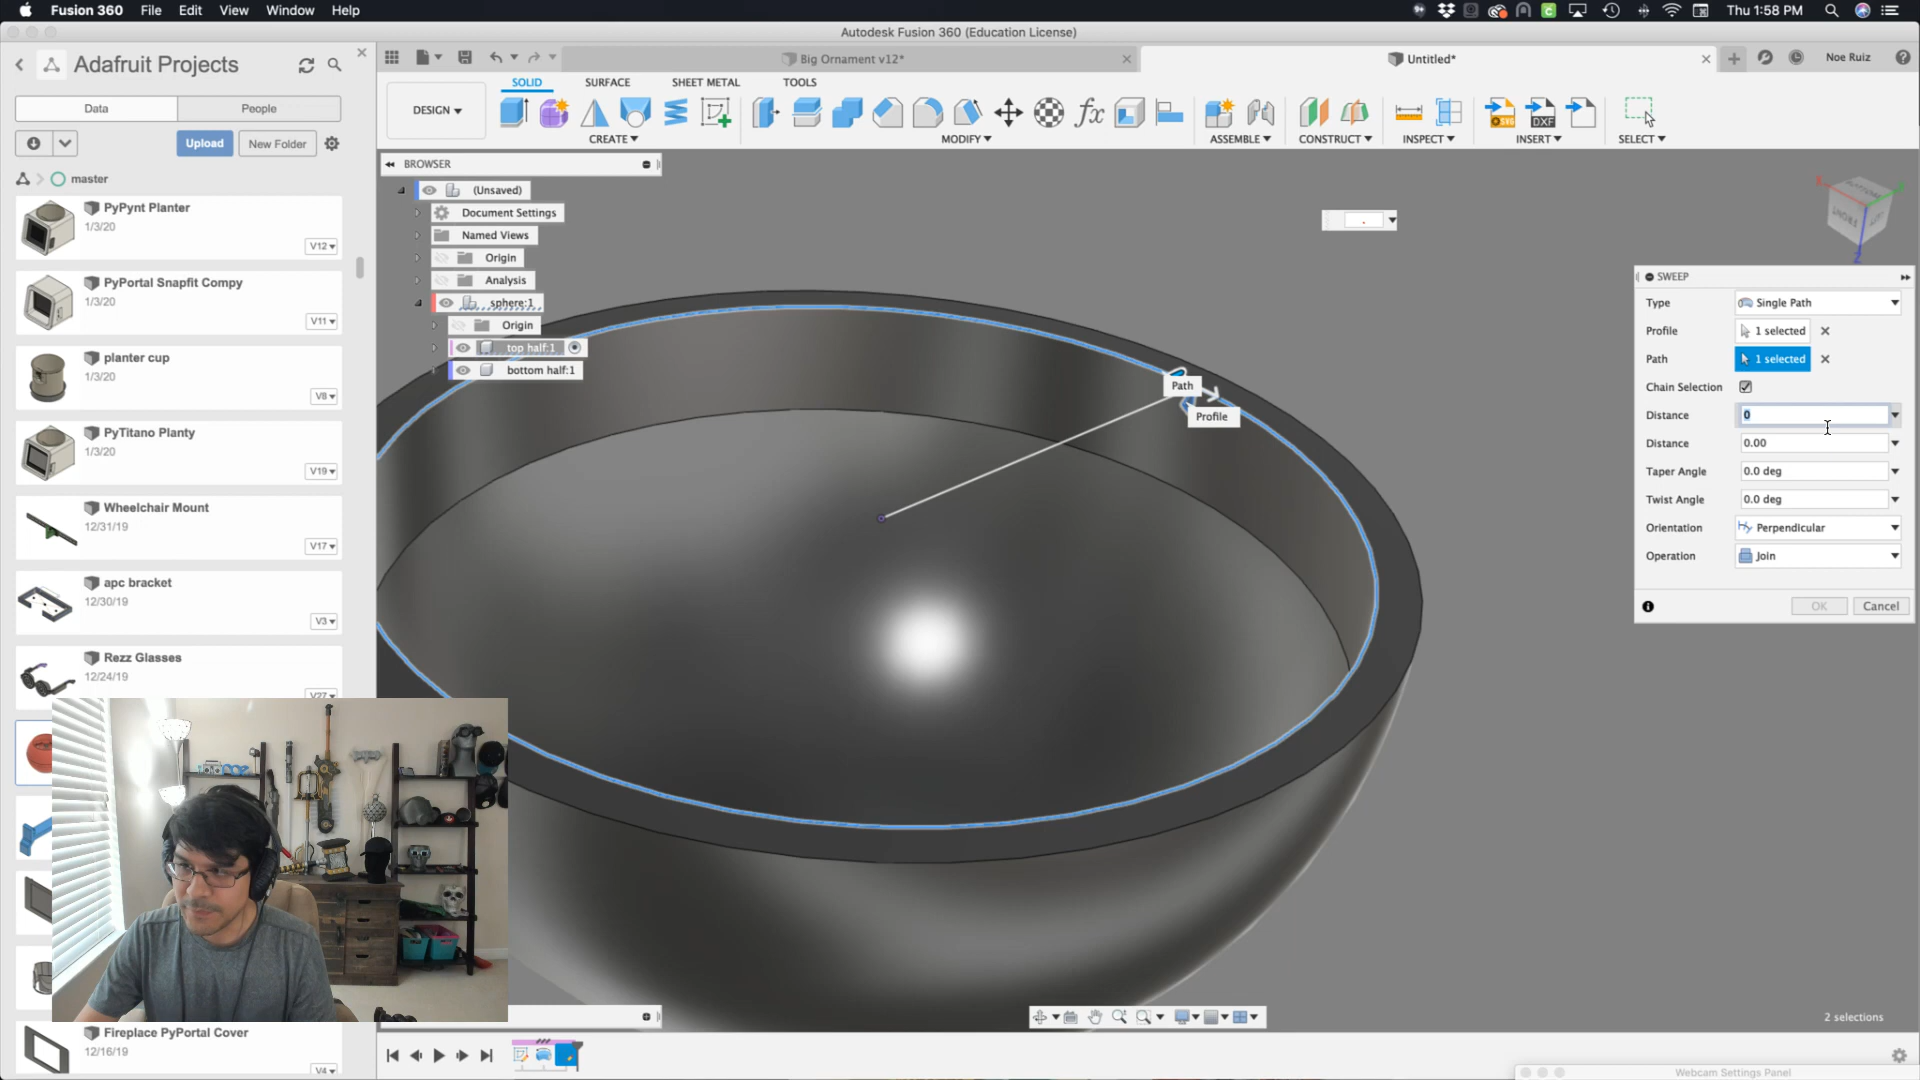 Fusion 360 File Edit View Window Help
Thu 1:58 PM
Autodesk Fusion 360 (Education License)
Adafruit Projects
Big Ornament v12*
Untitled*
Noe Ruiz
SOLID SURFACE SHEET METAL TOOLS
Data People
DESIGN
CREATE MODIFY ASSEMBLE CONSTRUCT INSPECT INSERT SELECT
Upload New Folder
master
BROWSER
(Unsaved)
Document Settings
Named Views
Origin
Analysis
sphere:1
Origin
top half:1
bottom half:1
PyPynt Planter
1/3/20
V12
PyPortal Snapfit Compy
1/3/20
V11
planter cup
1/3/20
V8
PyTitano Planty
1/3/20
V19
Wheelchair Mount
12/31/19
V17
apc bracket
12/30/19
V3
Rezz Glasses
12/24/19
V27
Fireplace PyPortal Cover
12/16/19
V4
Path
Profile
SWEEP
Type Single Path
Profile 1 selected
Path 1 selected
Chain Selection
Distance 0
Distance 0.00
Taper Angle 0.0 deg
Twist Angle 0.0 deg
Orientation Perpendicular
Operation Join
OK Cancel
2 selections
Webcam Settings Panel